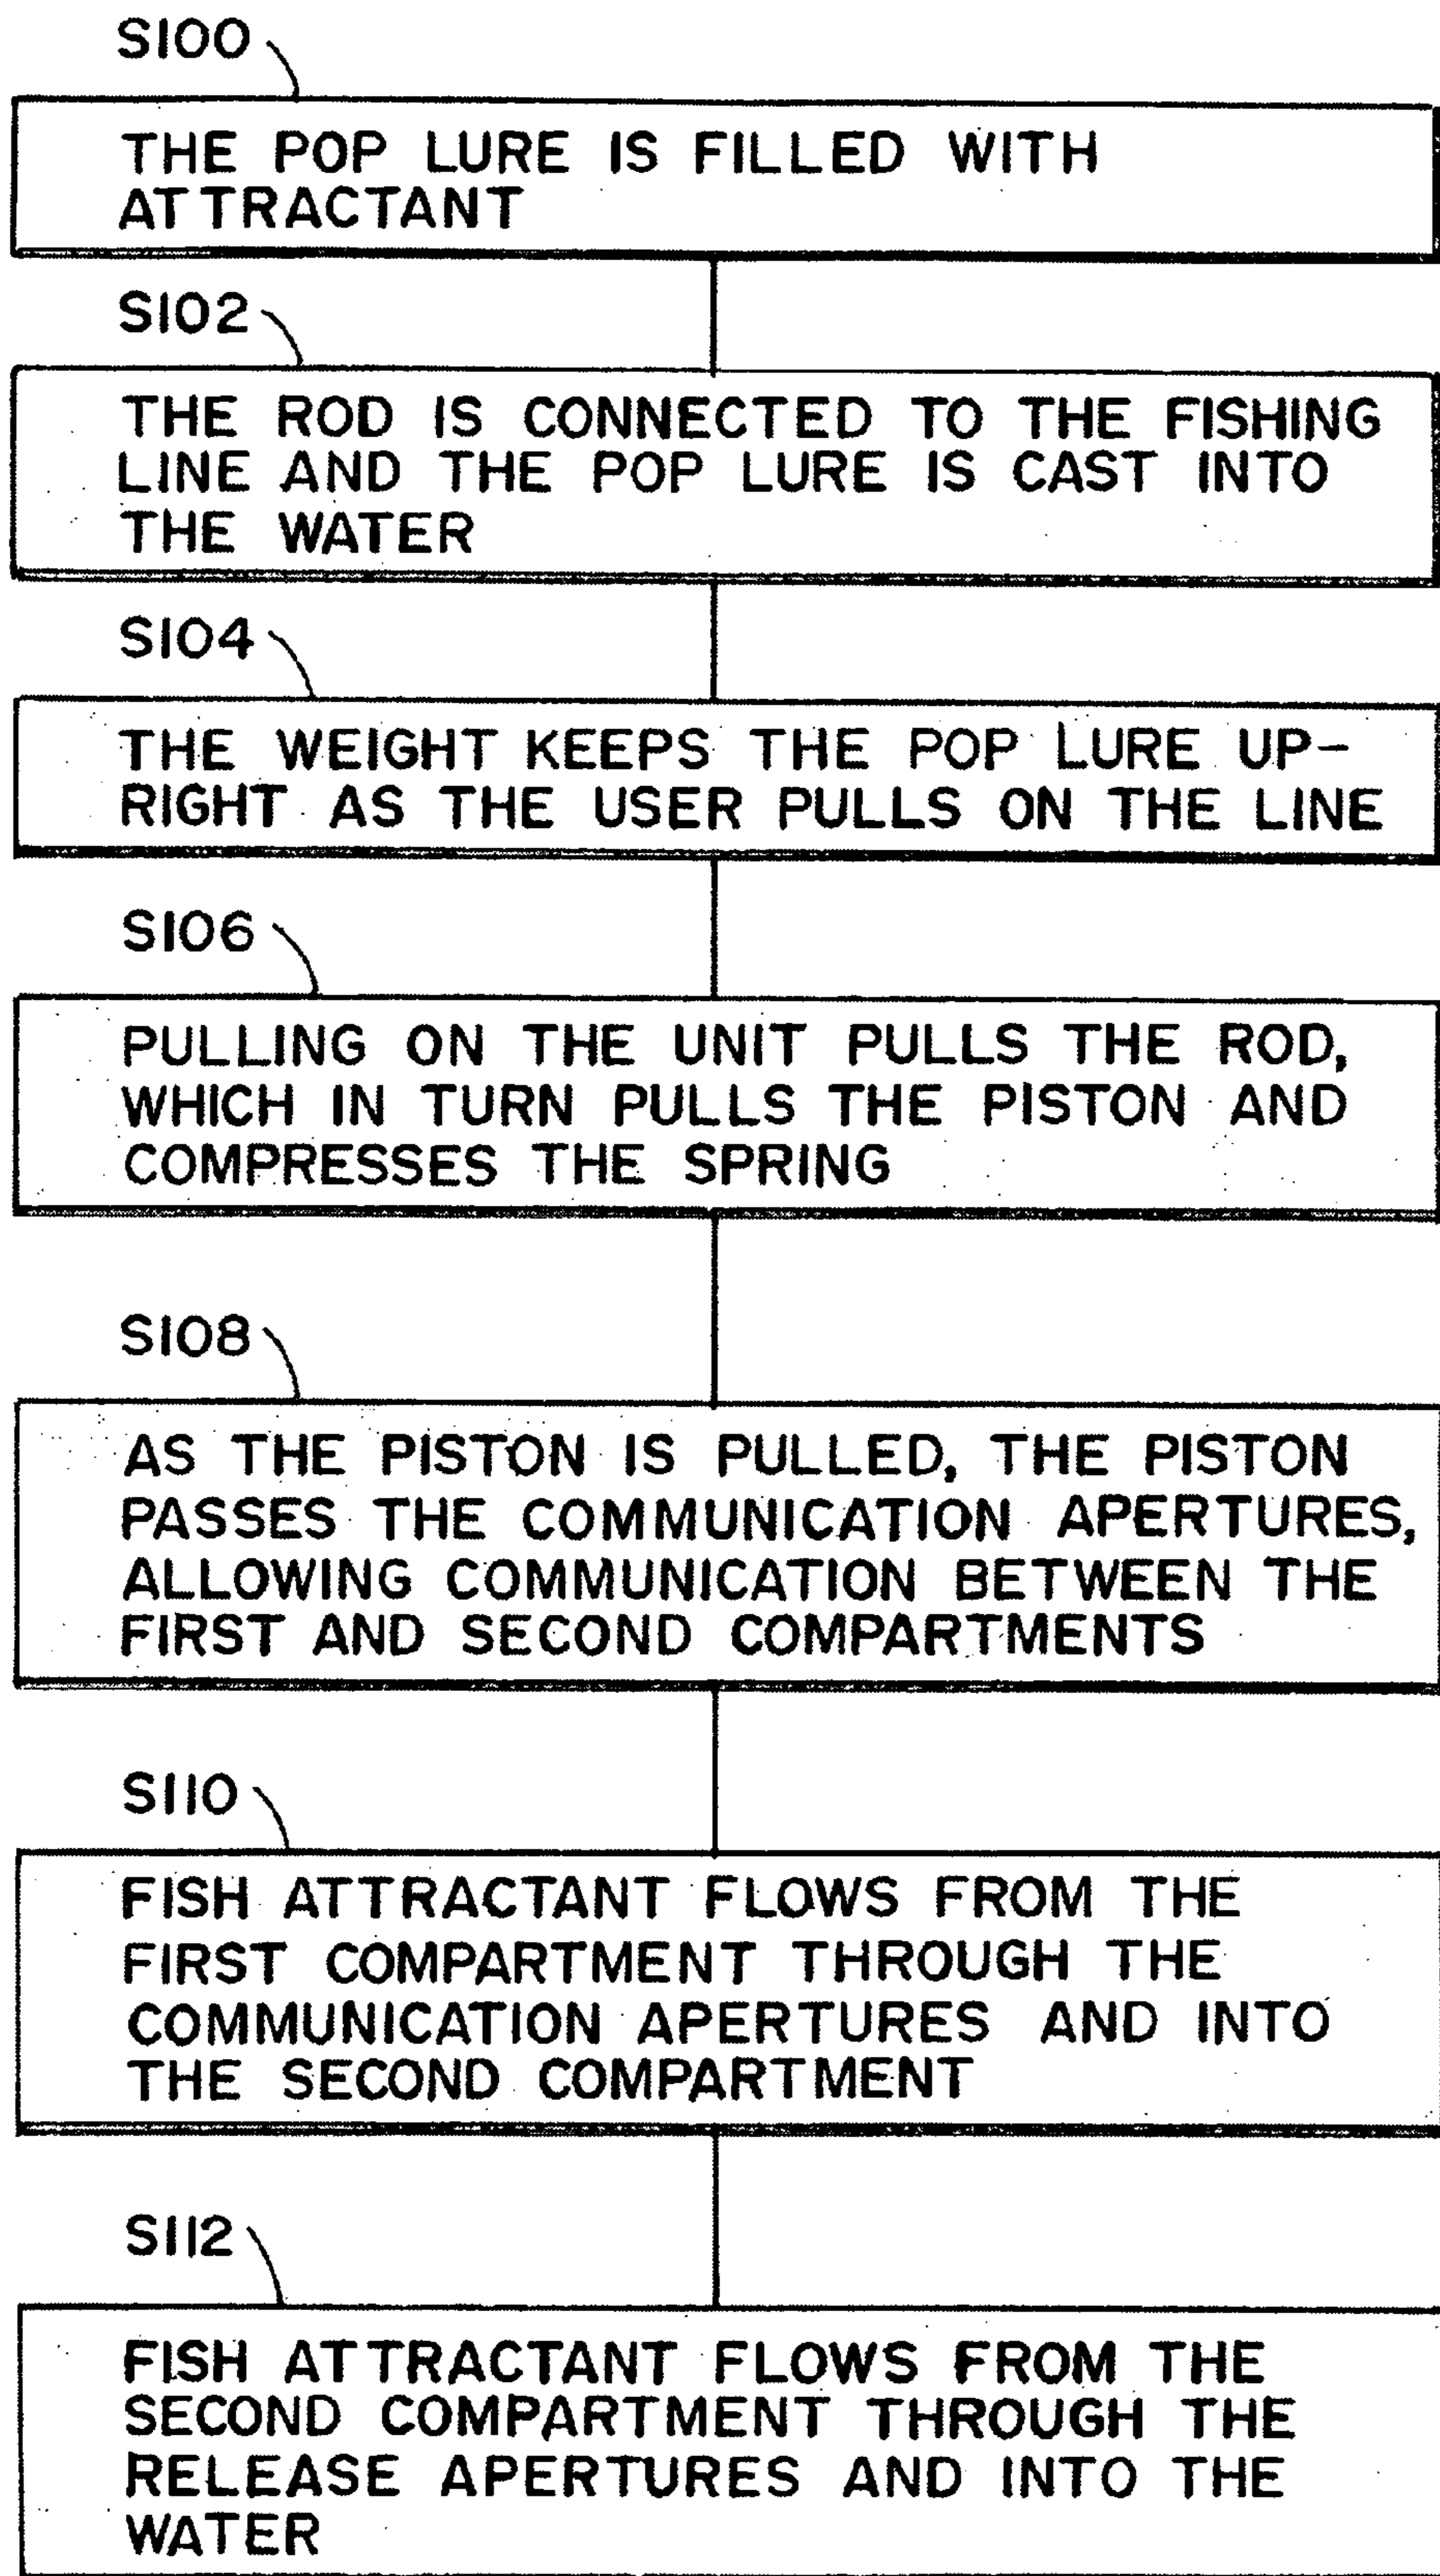 S100
THE POP LURE IS FILLED WITH
ATTRACTANT
S102
THE ROD IS CONNECTED TO THE FISHING
LINE AND THE POP LURE IS CAST INTO
THE WATER
S104
THE WEIGHT KEEPS THE POP LURE UP-
RIGHT AS THE USER PULLS ON THE LINE
S106
PULLING ON THE UNIT PULLS THE ROD,
WHICH IN TURN PULLS THE PISTON AND
COMPRESSES THE SPRING
S108
AS THE PISTON IS PULLED, THE PISTON
PASSES THE COMMUNICATION APERTURES,
ALLOWING COMMUNICATION BETWEEN THE
FIRST AND SECOND COMPARTMENTS
S110
FISH ATTRACTANT FLOWS FROM THE
FIRST COMPARTMENT THROUGH THE
COMMUNICATION APERTURES AND INTO
THE SECOND COMPARTMENT
S112
FISH ATTRACTANT FLOWS FROM THE
SECOND COMPARTMENT THROUGH THE
RELEASE APERTURES AND INTO THE
WATER